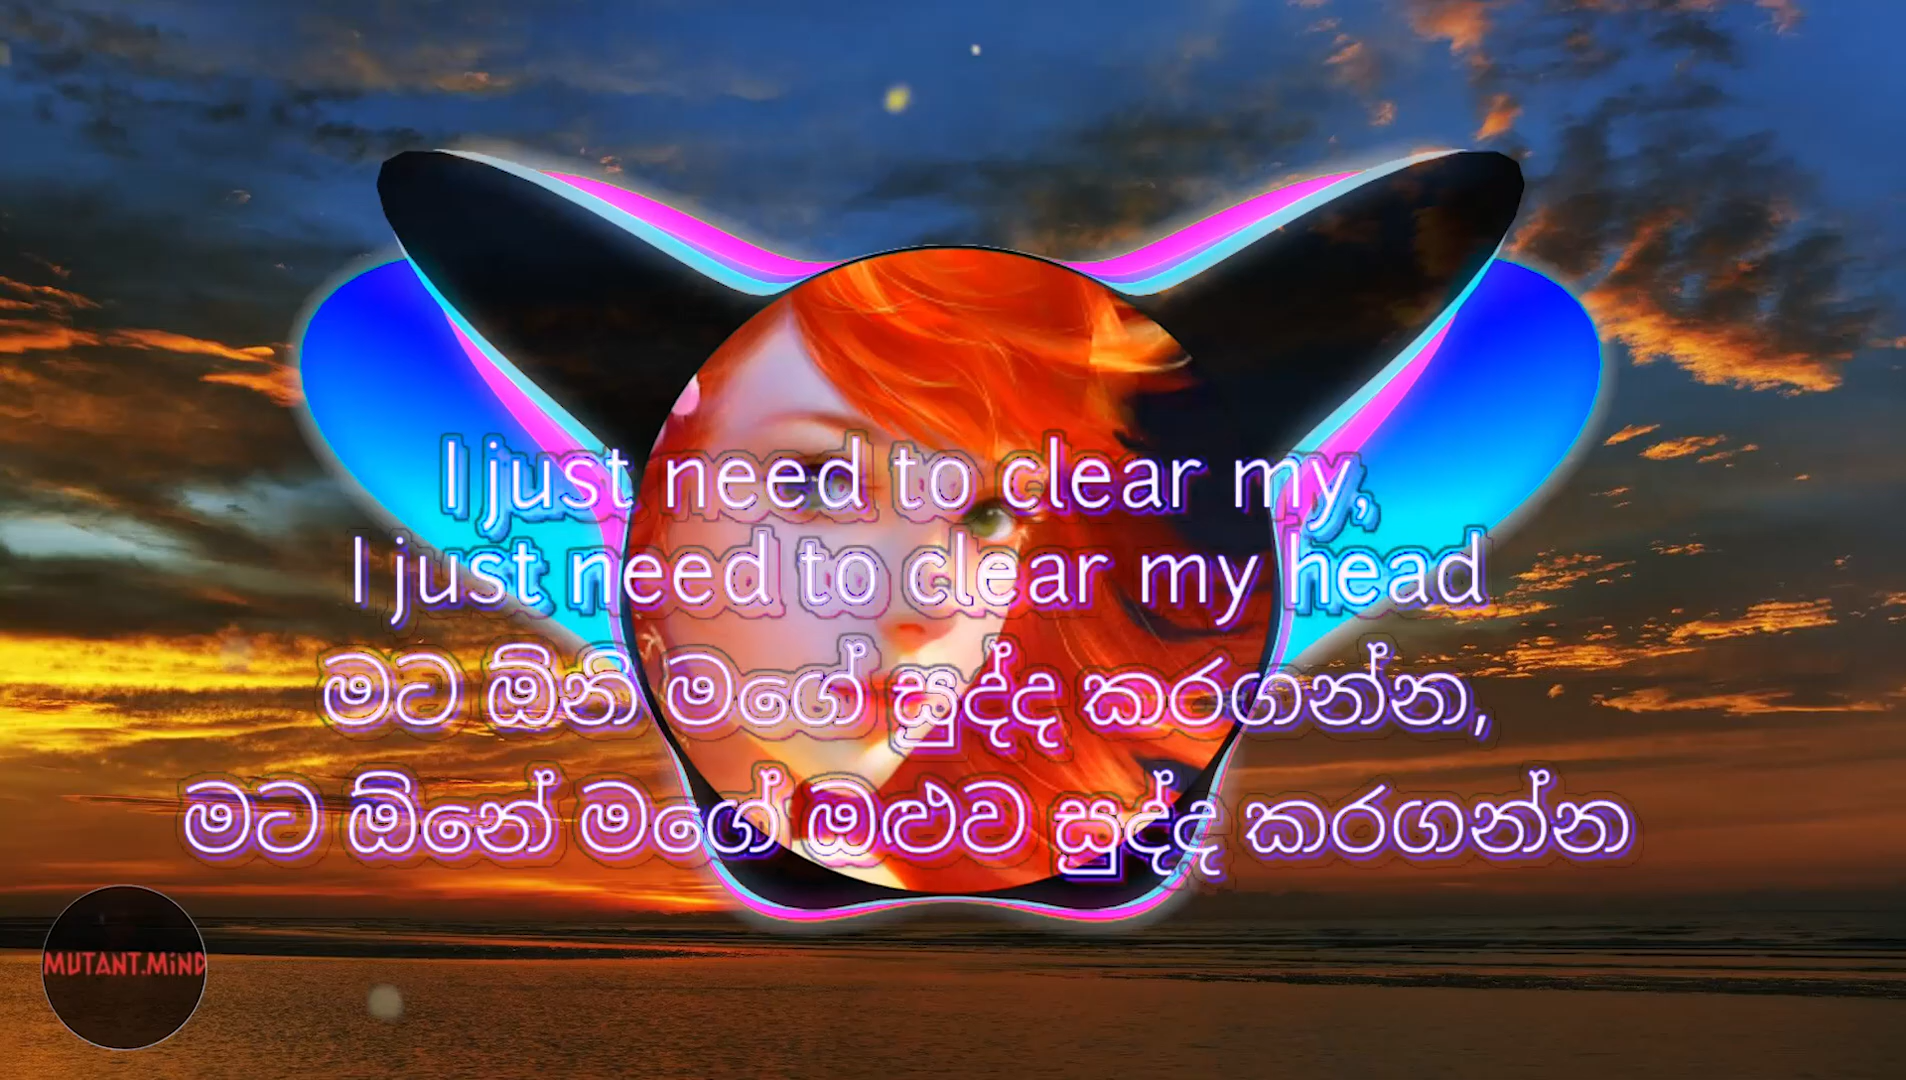 I just need to clear my,
I just need to clear my head
මට ඕනි මගේ සුද්ද කරගන්න,
මට ඕනේ මගේ ඔළුව සුද්ද කරගන්න
MUTANT.MiND